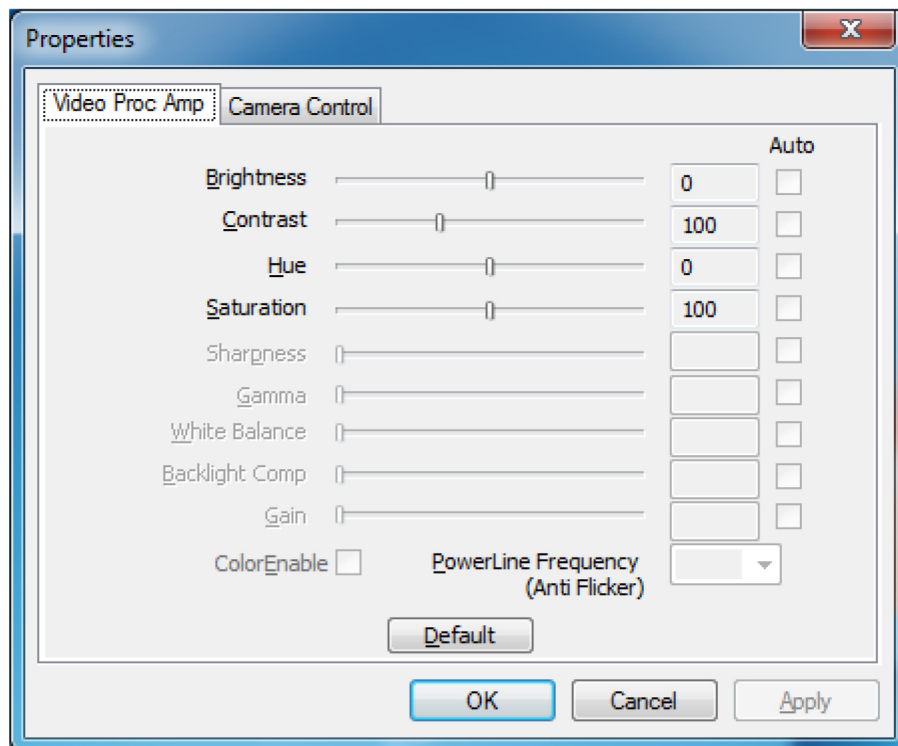 Properties
X
Video Proc Amp Camera Control
Auto
Brightness 0
Contrast 100
Hue 0
Saturation 100
Sharpness
Gamma
White Balance
Backlight Comp
Gain
ColorEnable PowerLine Frequency
(Anti Flicker)
Default
OK Cancel Apply